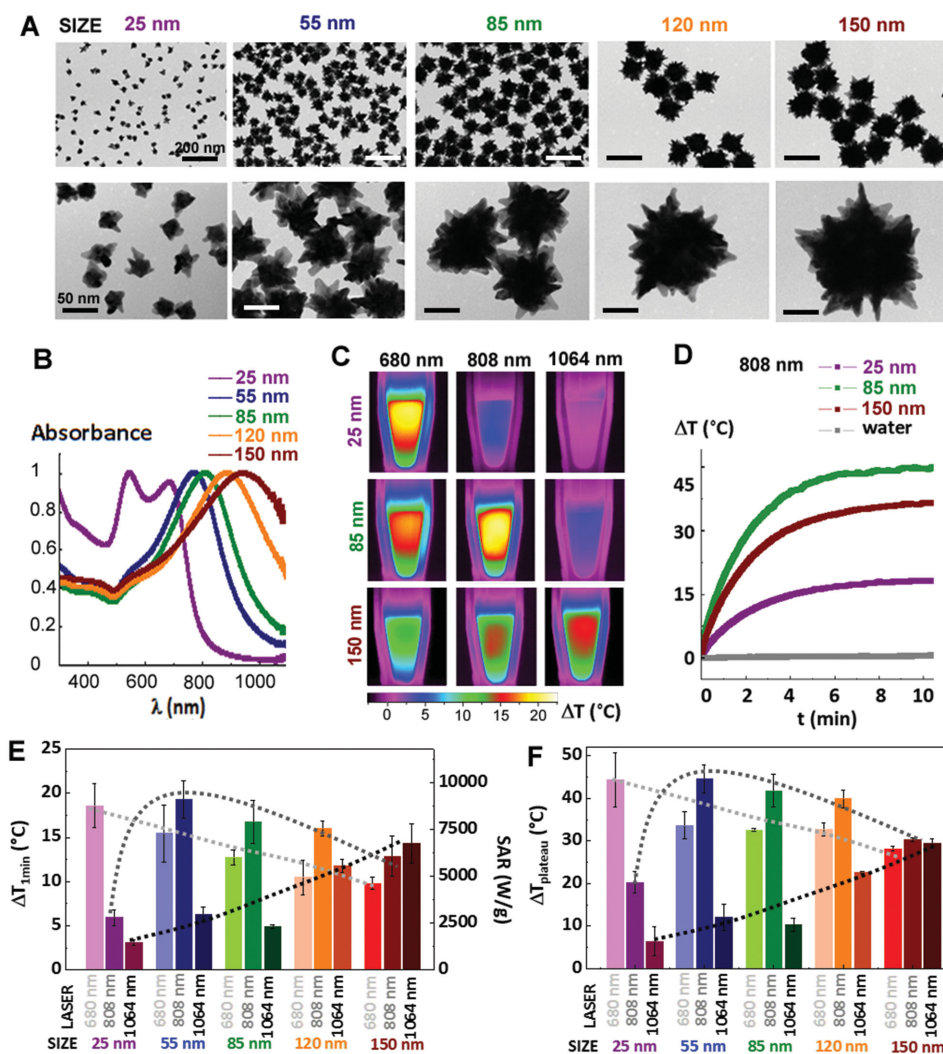 A SIZE 25 nm 55 nm 85 nm 120 nm 150 nm
200 nm
50 nm
B
25 nm
55 nm
85 nm
120 nm
150 nm
Absorbance
1
0.8
0.6
0.4
0.2
0
400 600 800 1000
λ (nm)
C 680 nm 808 nm 1064 nm
25 nm
85 nm
150 nm
0 5 10 15 20 ΔT (°C)
D 808 nm
25 nm
85 nm
150 nm
water
ΔT (°C)
45
30
15
0
0 2 4 6 8 10
t (min)
E
ΔT1min (°C)
25
20
15
10
5
0
SAR (W/g)
10000
7500
5000
2500
0
LASER 680 nm 808 nm 1064 nm 680 nm 808 nm 1064 nm 680 nm 808 nm 1064 nm 680 nm 808 nm 1064 nm 680 nm 808 nm 1064 nm
SIZE 25 nm 55 nm 85 nm 120 nm 150 nm
F
ΔTplateau (°C)
50
40
30
20
10
0
LASER 680 nm 808 nm 1064 nm 680 nm 808 nm 1064 nm 680 nm 808 nm 1064 nm 680 nm 808 nm 1064 nm 680 nm 808 nm 1064 nm
SIZE 25 nm 55 nm 85 nm 120 nm 150 nm